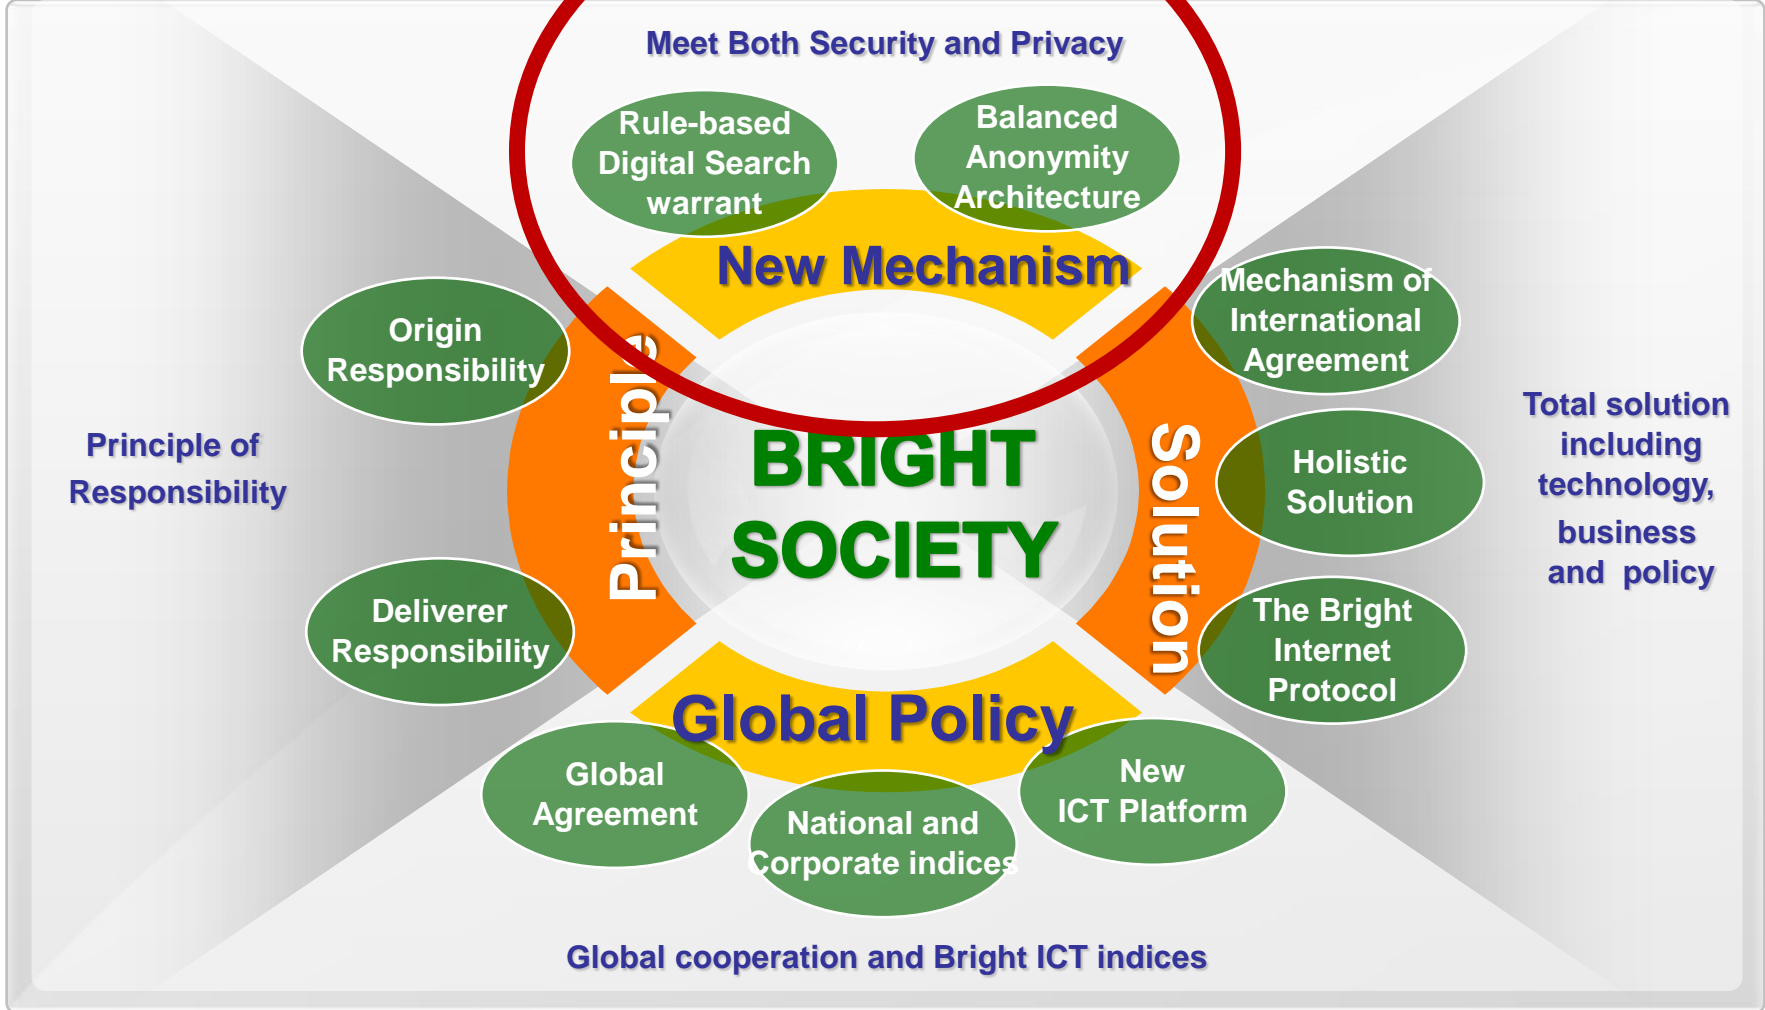 Meet Both Security and Privacy
Rule-based
Digital Search
warrant
Balanced
Anonymity
Architecture
New Mechanism
Origin
Responsibility
Principle of
Responsibility
Deliverer
Responsibility
Principle
BRIGHT
SOCIETY
Solution
Mechanism of
International
Agreement
Holistic
Solution
The Bright
Internet
Protocol
Total solution
including
technology,
business
and policy
Global Policy
Global
Agreement
National and
Corporate indices
New
ICT Platform
Global cooperation and Bright ICT indices